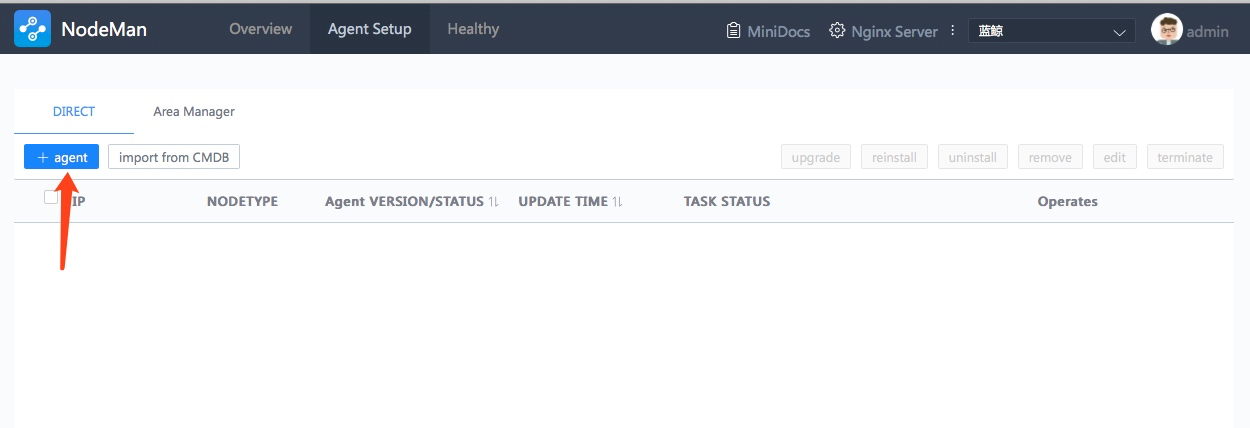 NodeMan Overview Agent Setup Healthy MiniDocs Nginx Server 蓝鲸 admin
DIRECT Area Manager
+ agent import from CMDB upgrade reinstall uninstall remove edit terminate
IP NODETYPE Agent VERSION/STATUS UPDATE TIME TASK STATUS Operates